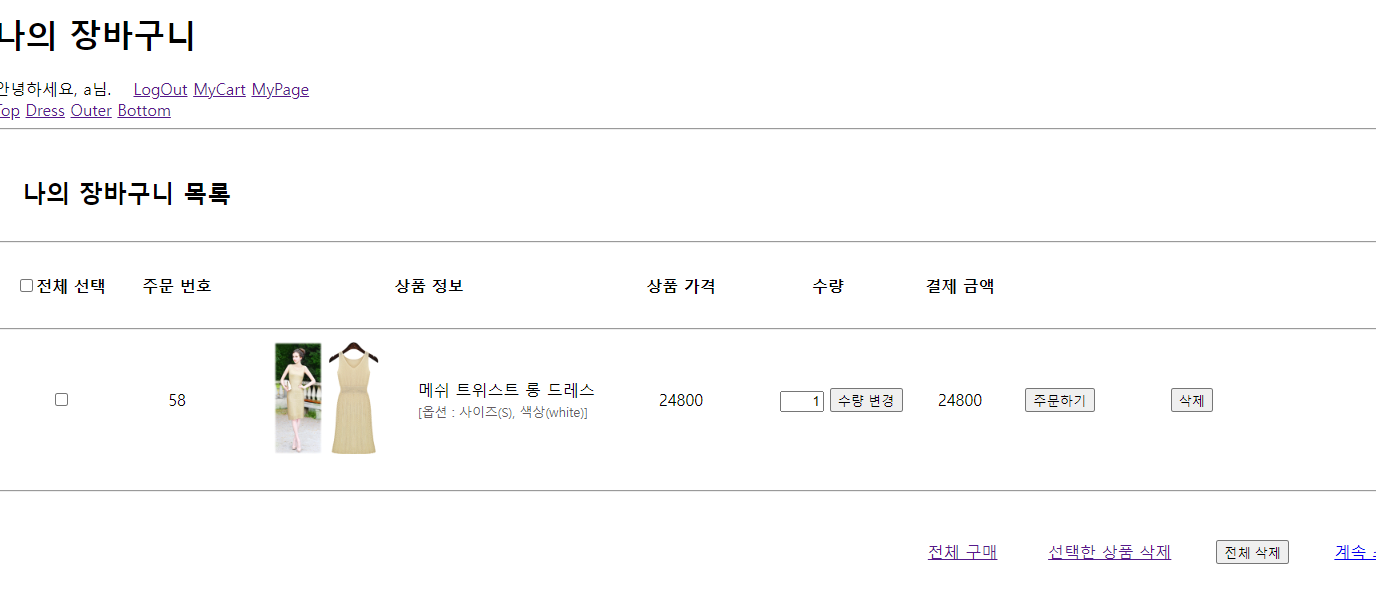 나의 장바구니
안녕하세요, a님. LogOut MyCart MyPage
Top Dress Outer Bottom
나의 장바구니 목록
전체 선택 주문 번호 상품 정보 상품 가격 수량 결제 금액
58 메쉬 트위스트 롱 드레스 24800 1 수량 변경 24800 주문하기 삭제
[옵션 : 사이즈(S), 색상(white)]
전체 구매 선택한 상품 삭제 전체 삭제 계속